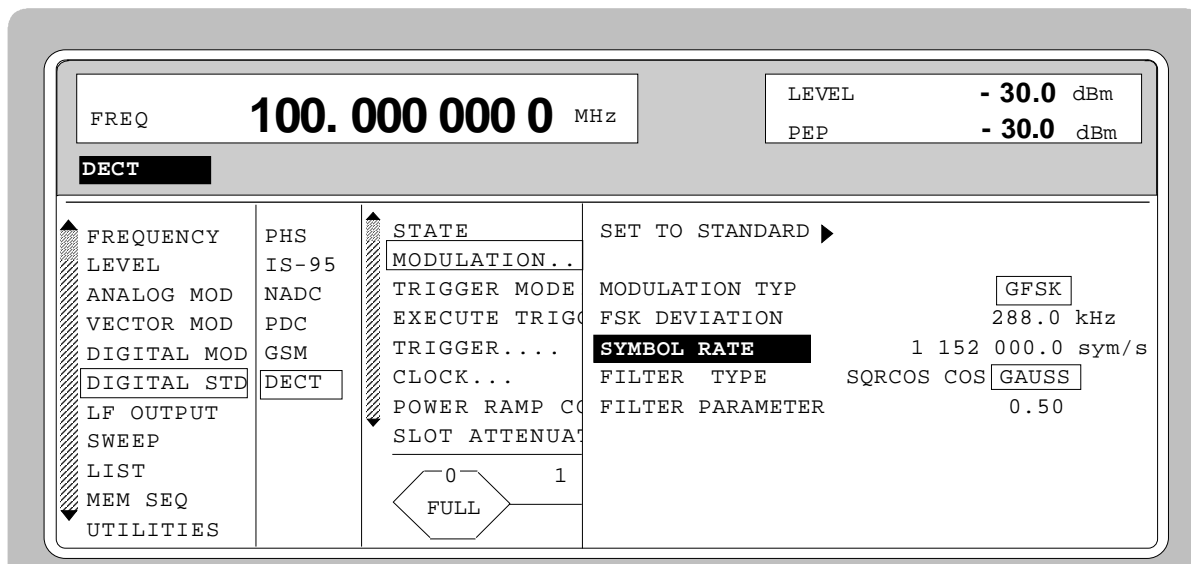 FREQ 100. 000 000 0 MHz
LEVEL - 30.0 dBm
PEP - 30.0 dBm
DECT
FREQUENCY
LEVEL
ANALOG MOD
VECTOR MOD
DIGITAL MOD
DIGITAL STD
LF OUTPUT
SWEEP
LIST
MEM SEQ
UTILITIES
PHS
IS-95
NADC
PDC
GSM
DECT
STATE
MODULATION..
TRIGGER MODE
EXECUTE TRIG
TRIGGER....
CLOCK...
POWER RAMP CO
SLOT ATTENUAT
0 1
FULL
SET TO STANDARD
MODULATION TYP GFSK
FSK DEVIATION 288.0 kHz
SYMBOL RATE 1 152 000.0 sym/s
FILTER TYPE SQRCOS COS GAUSS
FILTER PARAMETER 0.50